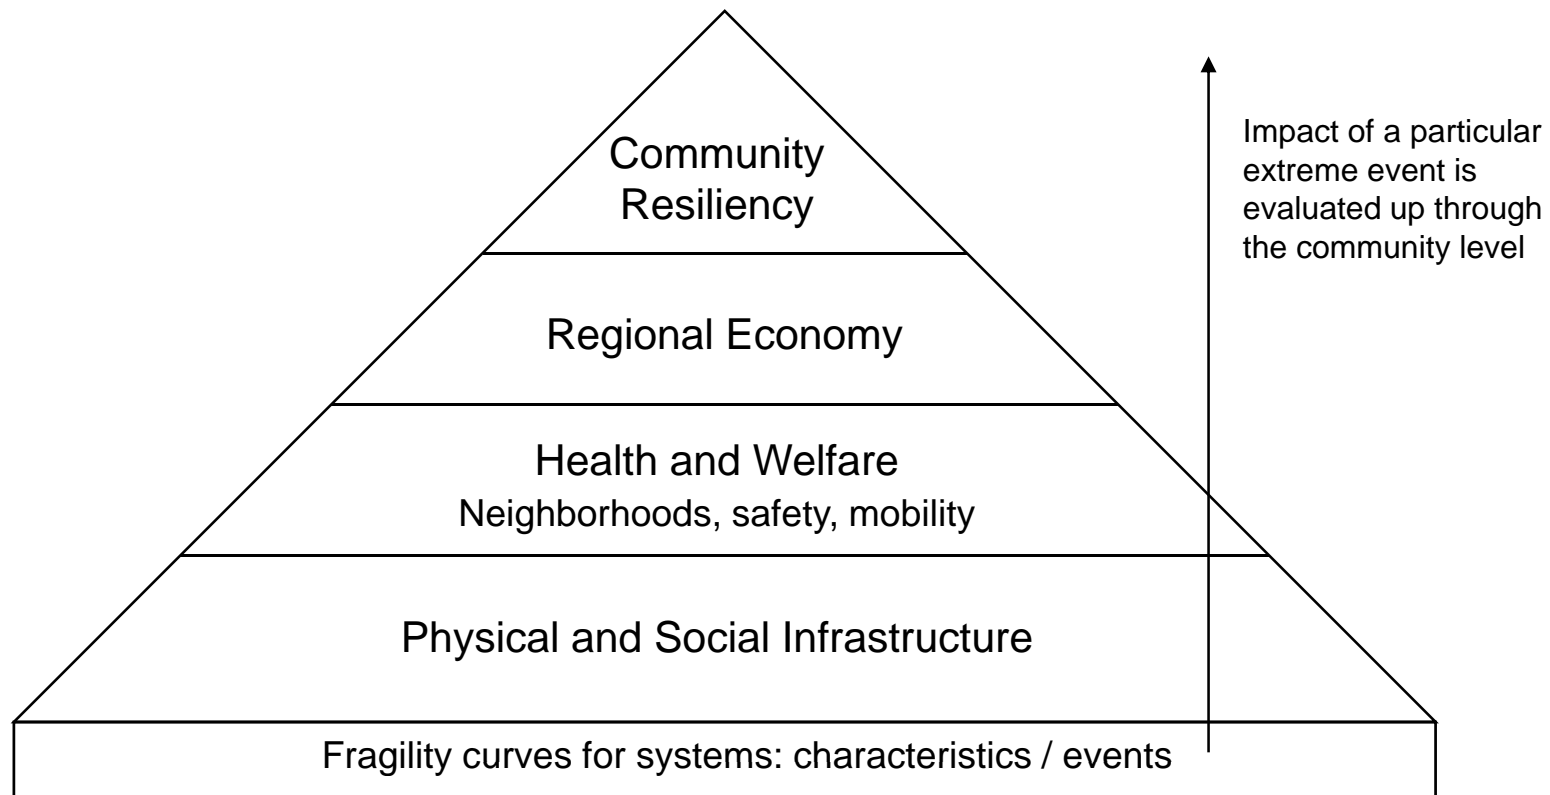 Community
Resiliency
Impact of a particular
extreme event is
evaluated up through
the community level
Regional Economy
Health and Welfare
Neighborhoods, safety, mobility
Physical and Social Infrastructure
Fragility curves for systems: characteristics / events